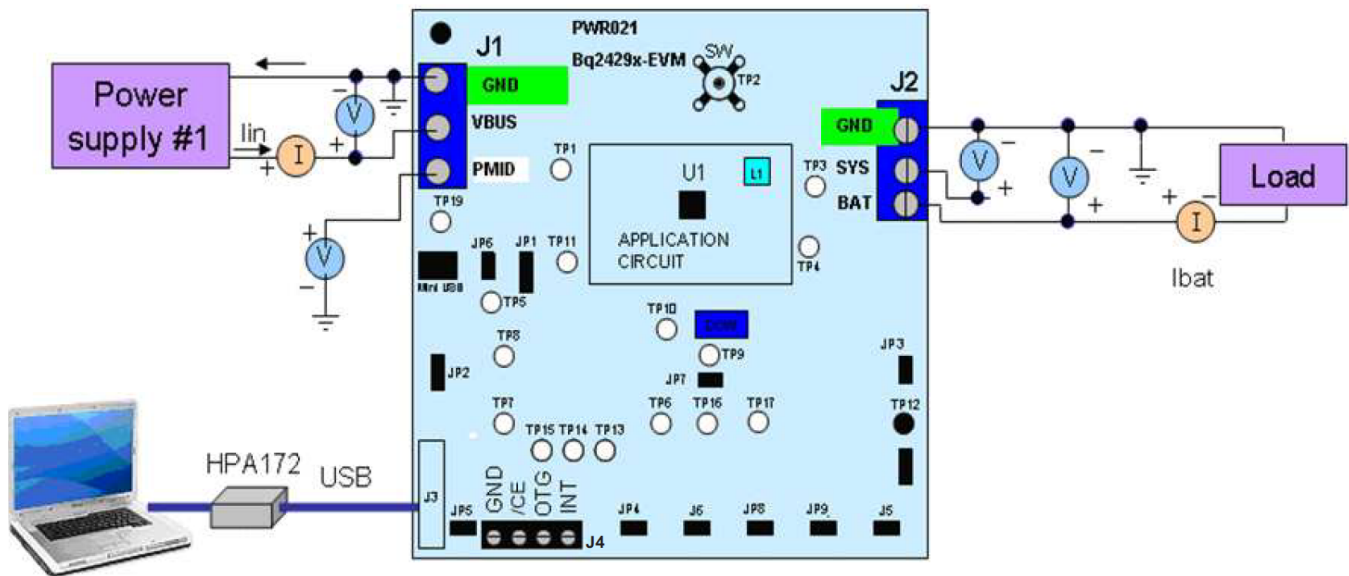 PWR021
Bq2429x-EVM
SW
TP2
J1
GND
VBUS
PMID
Power
supply #1
Iin
I
V
V
+
-
+
-
+
TP19
Mini USB
JP6
JP1
TP1
TP11
TP5
U1
L1
APPLICATION
CIRCUIT
TP3
TP4
J2
GND
SYS
BAT
V
V
-
+
-
+
+
-
I
Load
Ibat
TP10
TP9
JP7
TP8
JP2
TP7
TP6
TP16
TP17
JP3
TP12
TP15
TP14
TP13
HPA172
USB
J3
JP5
GND
/CE
OTG
INT
J4
JP4
J6
JP8
JP9
J5